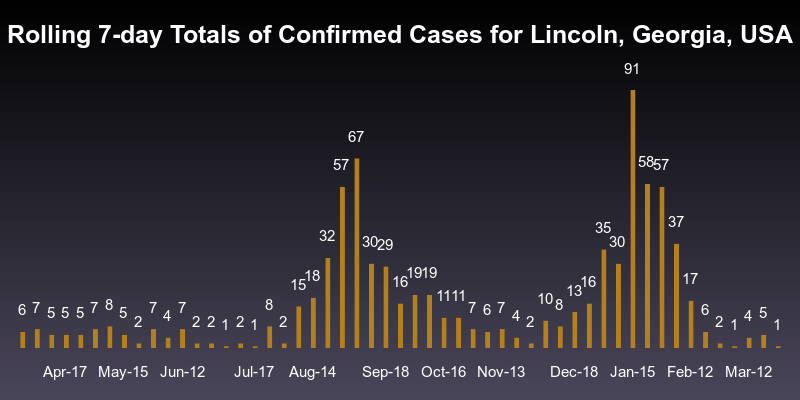 Rolling 7-day Totals of Confirmed Cases for Lincoln, Georgia, USA
6 7 5 5 5 7 8 5 2 7 4 7 2 2 1 2 1 8 2 15 18 32 57 67 30 29 16 19 19 11 11 7 6 7 4 2 10 8 13 16 35 30 91 58 57 37 17 6 2 1 4 5 1
Apr-17 May-15 Jun-12 Jul-17 Aug-14 Sep-18 Oct-16 Nov-13 Dec-18 Jan-15 Feb-12 Mar-12